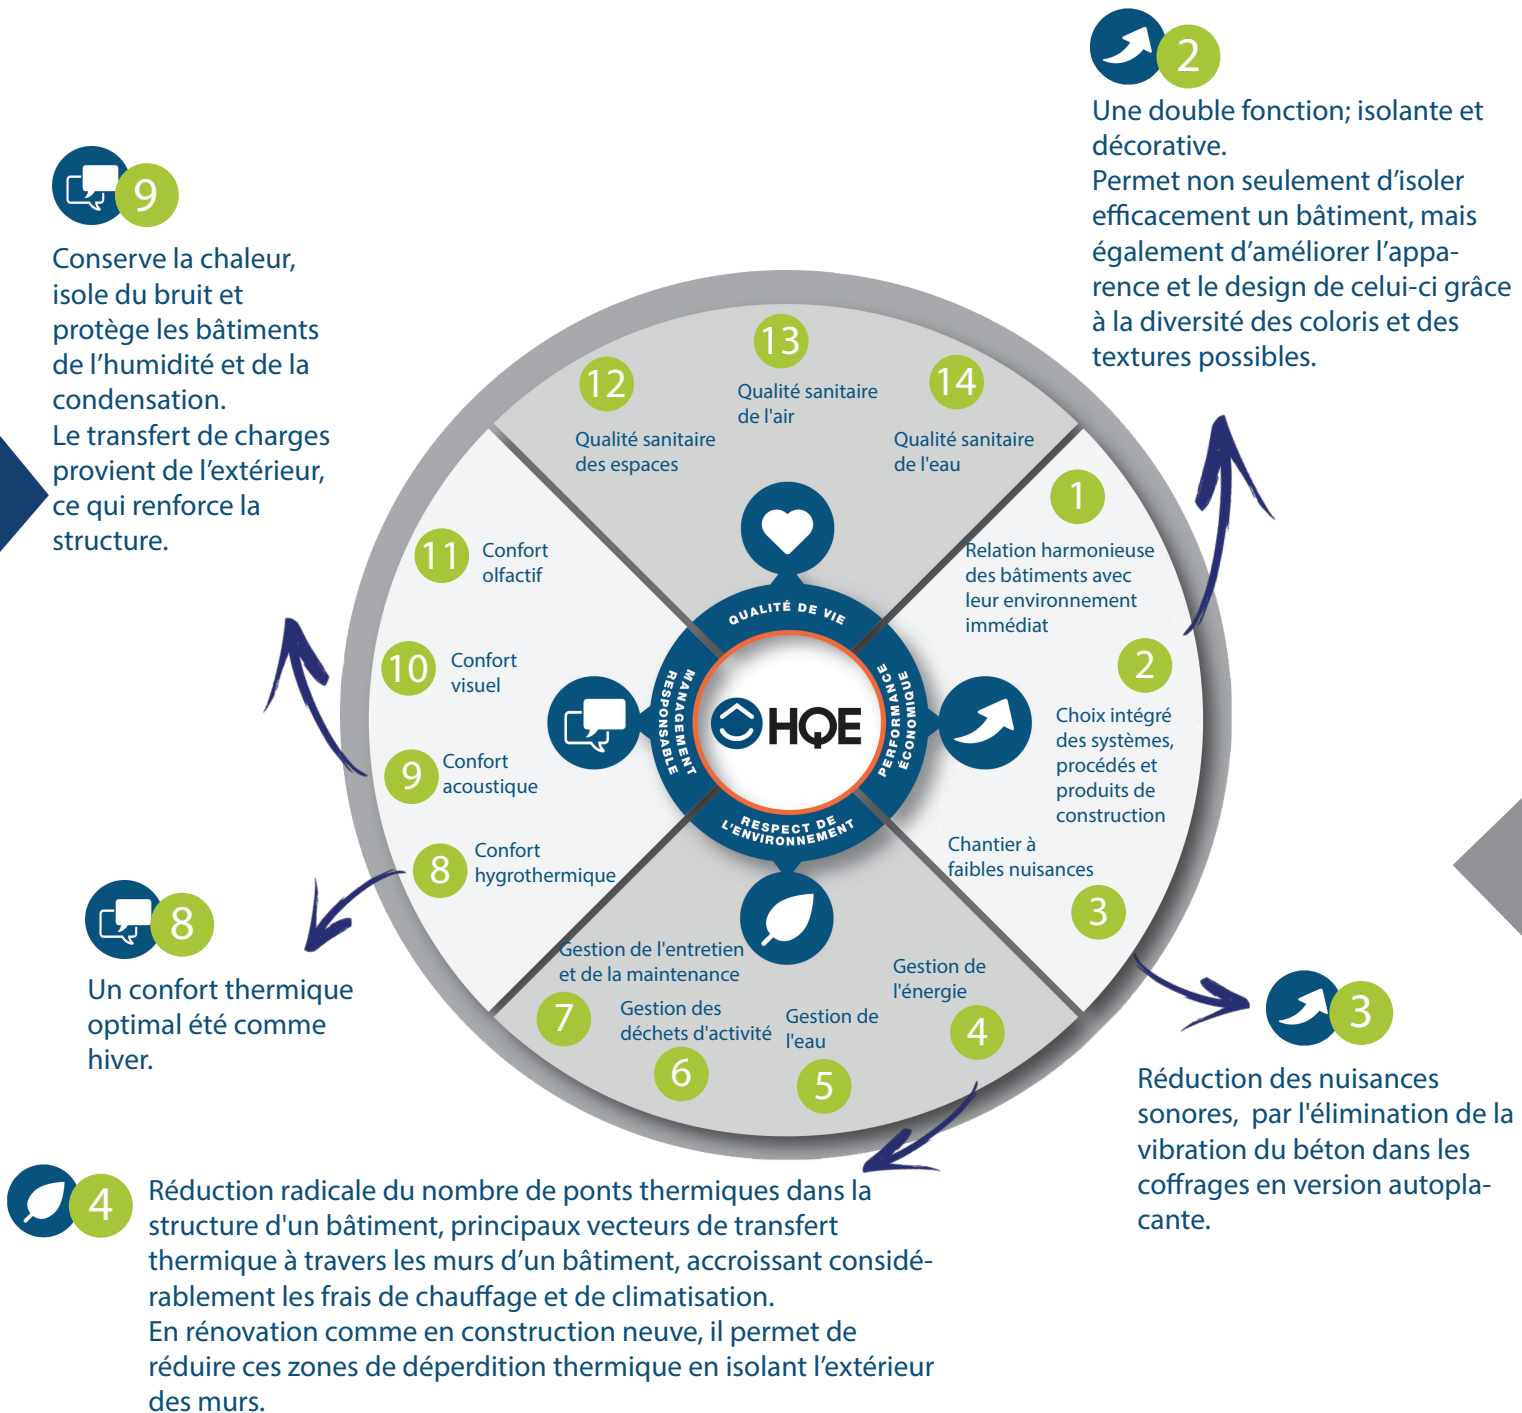 2
Une double fonction; isolante et
décorative.
Permet non seulement d’isoler
efficacement un bâtiment, mais
également d’améliorer l’appa-
rence et le design de celui-ci grâce
à la diversité des coloris et des
textures possibles.
9
Conserve la chaleur,
isole du bruit et
protège les bâtiments
de l’humidité et de la
condensation.
Le transfert de charges
provient de l’extérieur,
ce qui renforce la
structure.
12
Qualité sanitaire
des espaces
13
Qualité sanitaire
de l'air
14
Qualité sanitaire
de l'eau
1
Relation harmonieuse
des bâtiments avec
leur environnement
immédiat
2
Choix intégré
des systèmes,
procédés et
produits de
construction
Chantier à
faibles nuisances
3
11
Confort
olfactif
10
Confort
visuel
9
Confort
acoustique
8
Confort
hygrothermique
QUALITÉ DE VIE
MANAGEMENT
RESPONSABLE
HQE
PERFORMANCE
ÉCONOMIQUE
RESPECT DE
L'ENVIRONNEMENT
Gestion de l'entretien
et de la maintenance
7
Gestion des
déchets d'activité
6
Gestion de
l'eau
5
Gestion de
l'énergie
4
8
Un confort thermique
optimal été comme
hiver.
3
Réduction des nuisances
sonores,  par l'élimination de la
vibration du béton dans les
coffrages en version autopla-
cante.
4
Réduction radicale du nombre de ponts thermiques dans la
structure d'un bâtiment, principaux vecteurs de transfert
thermique à travers les murs d’un bâtiment, accroissant considé-
rablement les frais de chauffage et de climatisation.
En rénovation comme en construction neuve, il permet de
réduire ces zones de déperdition thermique en isolant l’extérieur
des murs.